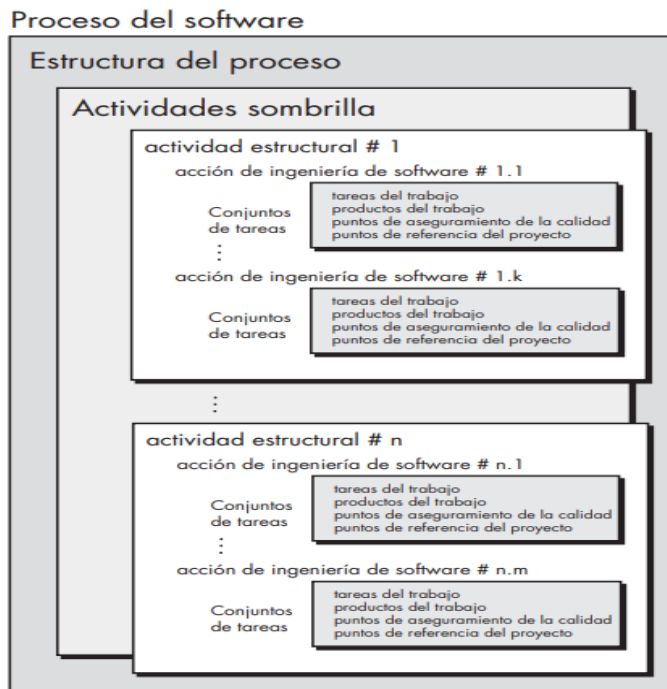 Proceso del software
Estructura del proceso
Actividades sombrilla
actividad estructural # 1
acción de ingeniería de software # 1.1
Conjuntos
de tareas
tareas del trabajo
productos del trabajo
puntos de aseguramiento de la calidad
puntos de referencia del proyecto
acción de ingeniería de software # 1.k
Conjuntos
de tareas
tareas del trabajo
productos del trabajo
puntos de aseguramiento de la calidad
puntos de referencia del proyecto
actividad estructural # n
acción de ingeniería de software # n.1
Conjuntos
de tareas
tareas del trabajo
productos del trabajo
puntos de aseguramiento de la calidad
puntos de referencia del proyecto
acción de ingeniería de software # n.m
Conjuntos
de tareas
tareas del trabajo
productos del trabajo
puntos de aseguramiento de la calidad
puntos de referencia del proyecto